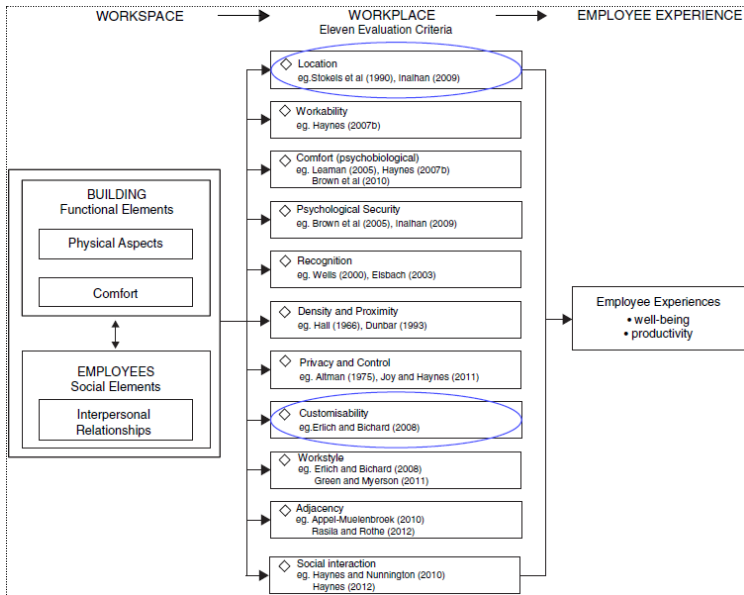 WORKSPACE
WORKPLACE
EMPLOYEE EXPERIENCE
Eleven Evaluation Criteria
BUILDING
Functional Elements
Physical Aspects
Comfort
EMPLOYEES
Social Elements
Interpersonal
Relationships
Location
eg.Stokels et al (1990), Inalhan (2009)
Workability
eg. Haynes (2007b)
Comfort (psychobiological)
eg. Leaman (2005), Haynes (2007b)
Brown et al (2010)
Psychological Security
eg. Brown et al (2005), Inalhan (2009)
Recognition
eg. Wells (2000), Elsbach (2003)
Density and Proximity
eg. Hall (1966), Dunbar (1993)
Privacy and Control
eg. Altman (1975), Joy and Haynes (2011)
Customisability
eg.Erlich and Bichard (2008)
Workstyle
eg. Erlich and Bichard (2008)
Green and Myerson (2011)
Adjacency
eg. Appel-Muelenbroek (2010)
Rasila and Rothe (2012)
Social interaction
eg. Haynes and Nunnington (2010)
Haynes (2012)
Employee Experiences
• well-being
• productivity